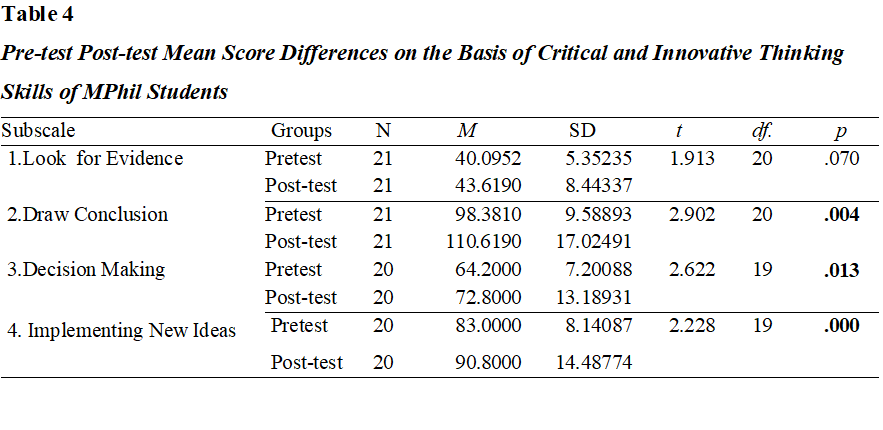 Table 4
Pre-test Post-test Mean Score Differences on the Basis of Critical and Innovative Thinking
Skills of MPhil Students
Subscale Groups N M SD t df. p
1.Look for Evidence Pretest 21 40.0952 5.35235 1.913 20 .070
Post-test 21 43.6190 8.44337
2.Draw Conclusion Pretest 21 98.3810 9.58893 2.902 20 .004
Post-test 21 110.6190 17.02491
3.Decision Making Pretest 20 64.2000 7.20088 2.622 19 .013
Post-test 20 72.8000 13.18931
4. Implementing New Ideas Pretest 20 83.0000 8.14087 2.228 19 .000
Post-test 20 90.8000 14.48774